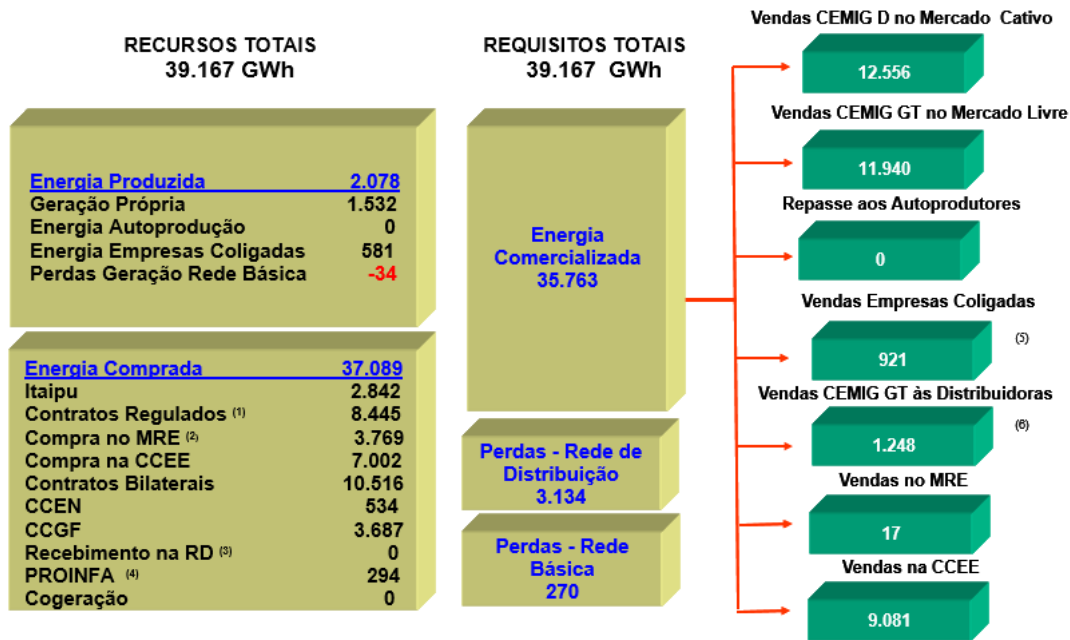 RECURSOS TOTAIS
39.167 GWh
Energia Produzida 2.078
Geração Própria 1.532
Energia Autoprodução 0
Energia Empresas Coligadas 581
Perdas Geração Rede Básica -34
Energia Comprada 37.089
Itaipu 2.842
Contratos Regulados (1) 8.445
Compra no MRE (2) 3.769
Compra na CCEE 7.002
Contratos Bilaterais 10.516
CCEN 534
CCGF 3.687
Recebimento na RD (3) 0
PROINFA (4) 294
Cogeração 0
REQUISITOS TOTAIS
39.167 GWh
Energia
Comercializada
35.763
Perdas - Rede de
Distribuição
3.134
Perdas - Rede
Básica
270
Vendas CEMIG D no Mercado Cativo
12.556
Vendas CEMIG GT no Mercado Livre
11.940
Repasse aos Autoprodutores
0
Vendas Empresas Coligadas
921 (5)
Vendas CEMIG GT às Distribuidoras
1.248 (6)
Vendas no MRE
17
Vendas na CCEE
9.081